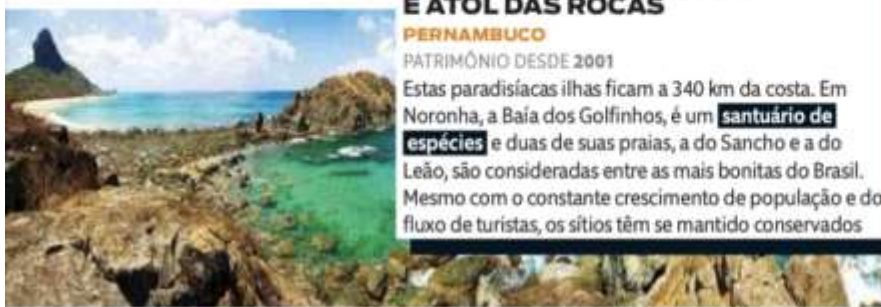 E ATOL DAS ROCAS
PERNAMBUCO
PATRIMÔNIO DESDE 2001
Estas paradisíacas ilhas ficam a 340 km da costa. Em
Noronha, a Baía dos Golfinhos, é um santuário de
espécies e duas de suas praias, a do Sancho e a do
Leão, são consideradas entre as mais bonitas do Brasil.
Mesmo com o constante crescimento de população e do
fluxo de turistas, os sítios têm se mantido conservados